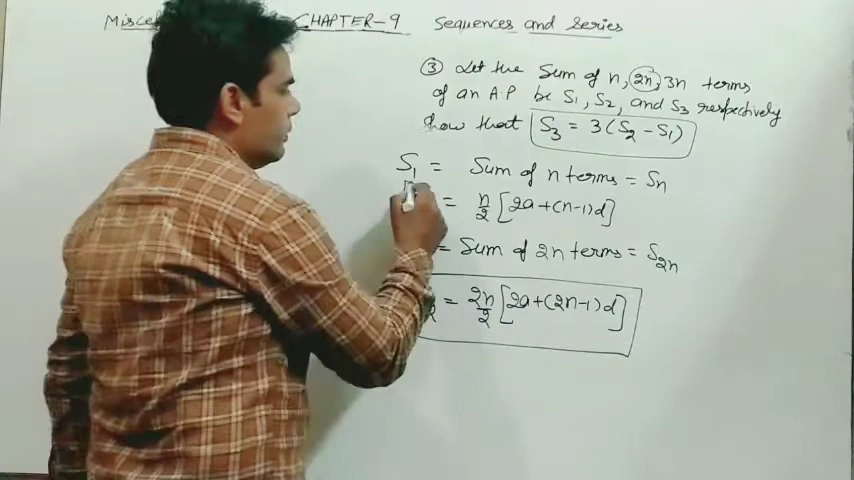 CHAPTER-9 Sequences and Series
③ Let the Sum of n, 2n, 3n terms
of an A.P be S₁, S₂, and S₃ respectively
show that S₃ = 3(S₂ - S₁)
S₁ = Sum of n terms = Sn
= n/2 [2a+(n-1)d]
= Sum of 2n terms = S₂n
= 2n/2 [2a+(2n-1)d]